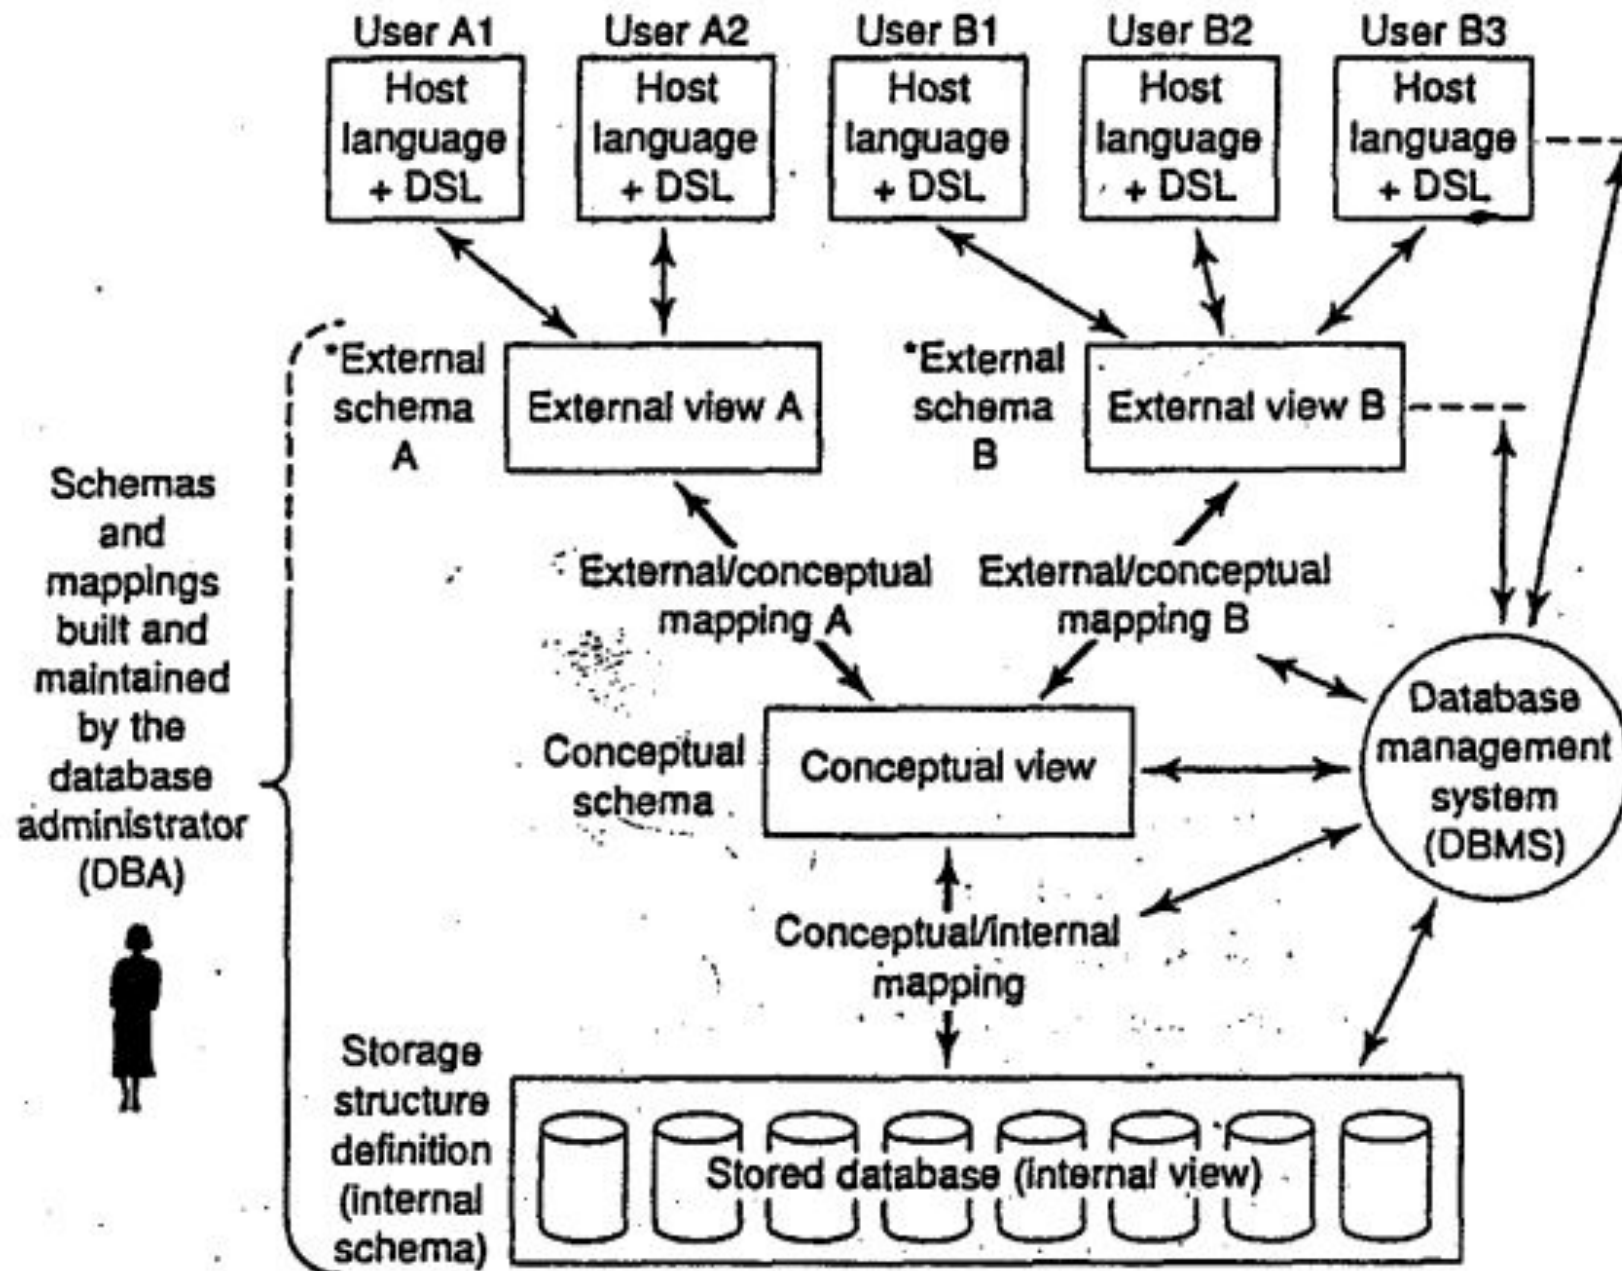 User A1
User A2
User B1
User B2
User B3
Host
language
+ DSL
Host
language
+ DSL
Host
language
+ DSL
Host
language
+ DSL
Host
language
+ DSL
*External
schema
A
External view A
*External
schema
B
External view B
Schemas
and
mappings
built and
maintained
by the
database
administrator
(DBA)
External/conceptual
mapping A
External/conceptual
mapping B
Conceptual
schema
Conceptual view
Database
management
system
(DBMS)
Conceptual/internal
mapping
Storage
structure
definition
(internal
schema)
Stored database (internal view)